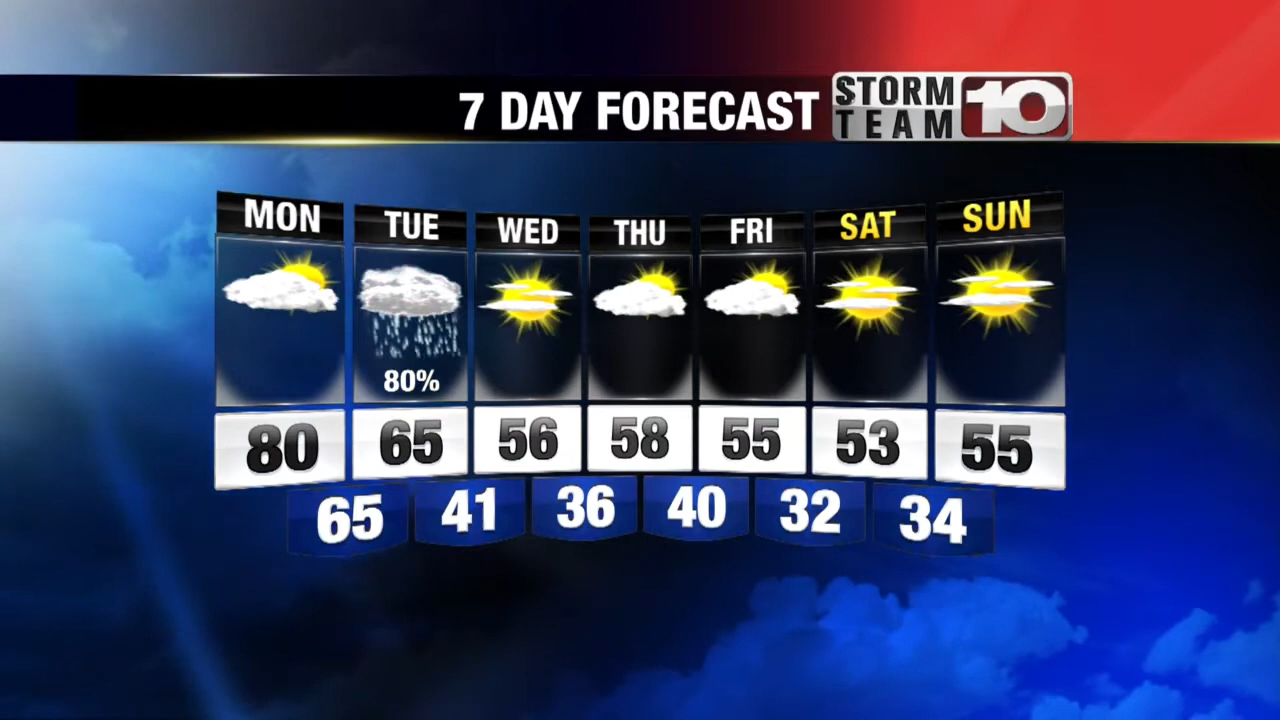 7 DAY FORECAST
STORM TEAM 10
MON TUE WED THU FRI SAT SUN
80%
80 65 56 58 55 53 55
65 41 36 40 32 34